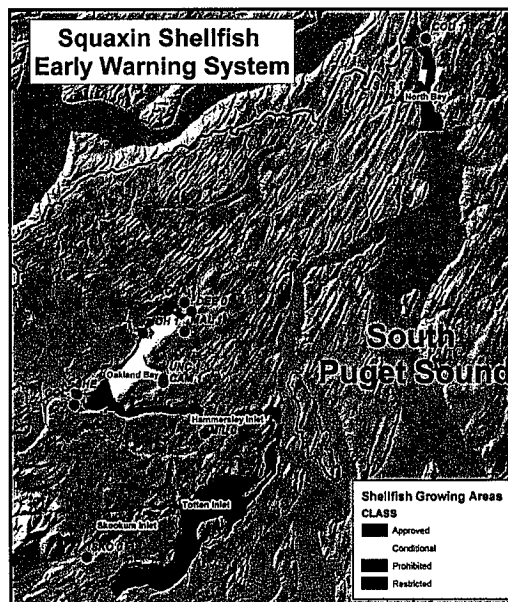 Squaxin Shellfish
Early Warning System
North Bay
South
Puget Sound
Oakland Bay
Hammersley Inlet
Totten Inlet
Skookum Inlet
Shellfish Growing Areas
CLASS
Approved
Conditional
Prohibited
Restricted